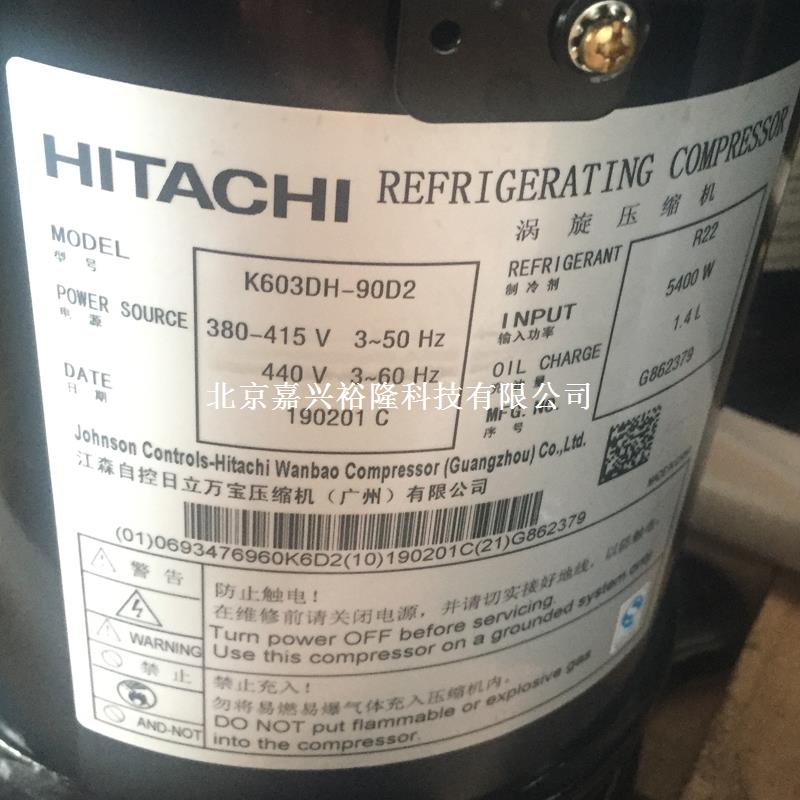 HITACHI REFRIGERATING COMPRESSOR
涡旋压缩机
MODEL
型号
K603DH-90D2
POWER SOURCE
电源
380-415 V 3~50 Hz
440 V 3~60 Hz
DATE
日期
190201 C
REFRIGERANT
制冷剂
R22
INPUT
输入功率
5400 W
OIL CHARGE
1.4 L
MFG. NO
序号
G862379
北京嘉兴裕隆科技有限公司
Johnson Controls-Hitachi Wanbao Compressor (Guangzhou) Co.,Ltd.
江森自控日立万宝压缩机（广州）有限公司
(01)0693476960K6D2(10)190201C(21)G862379
警告
WARNING
防止触电！
在维修前请关闭电源，并请切实接好地线，以防触电.
Turn power OFF before servicing.
Use this compressor on a grounded system only.
禁止
AND-NOT
禁止充入！
勿将易燃易爆气体充入压缩机内.
DO NOT put flammable or explosive gas
into the compressor.